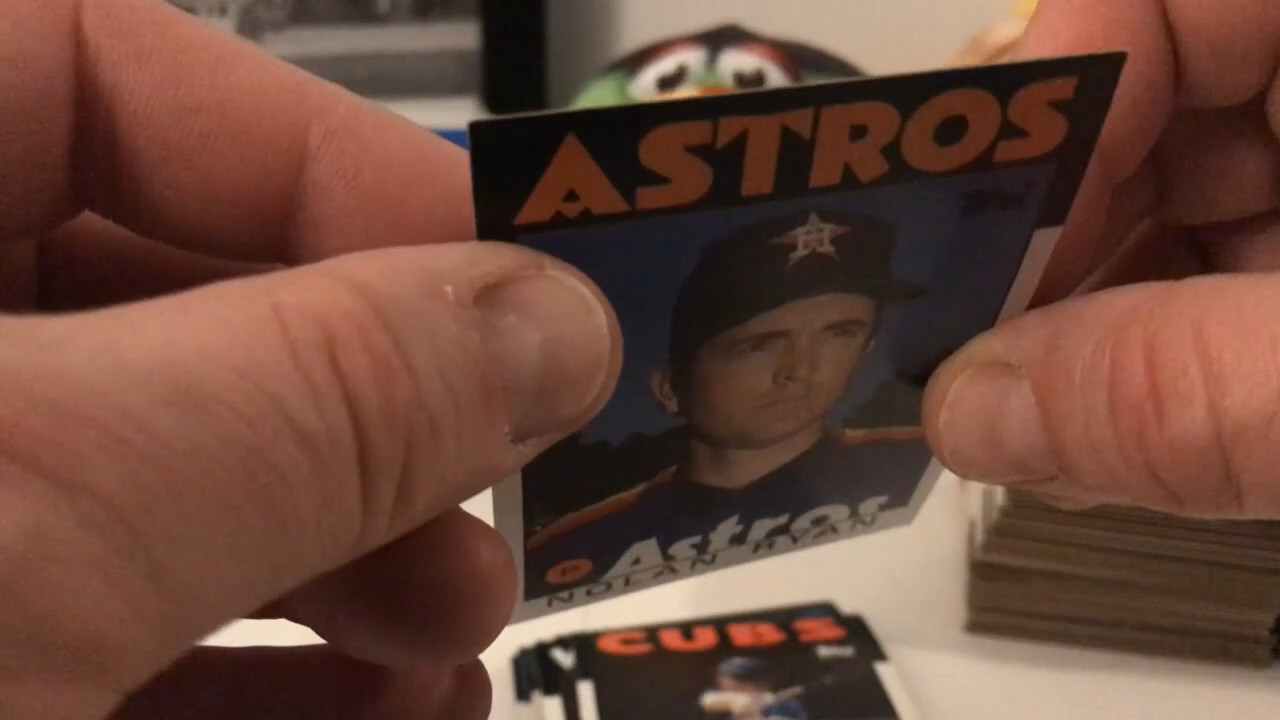 ASTROS
H
Astros
P
NOLAN RYAN
CUBS